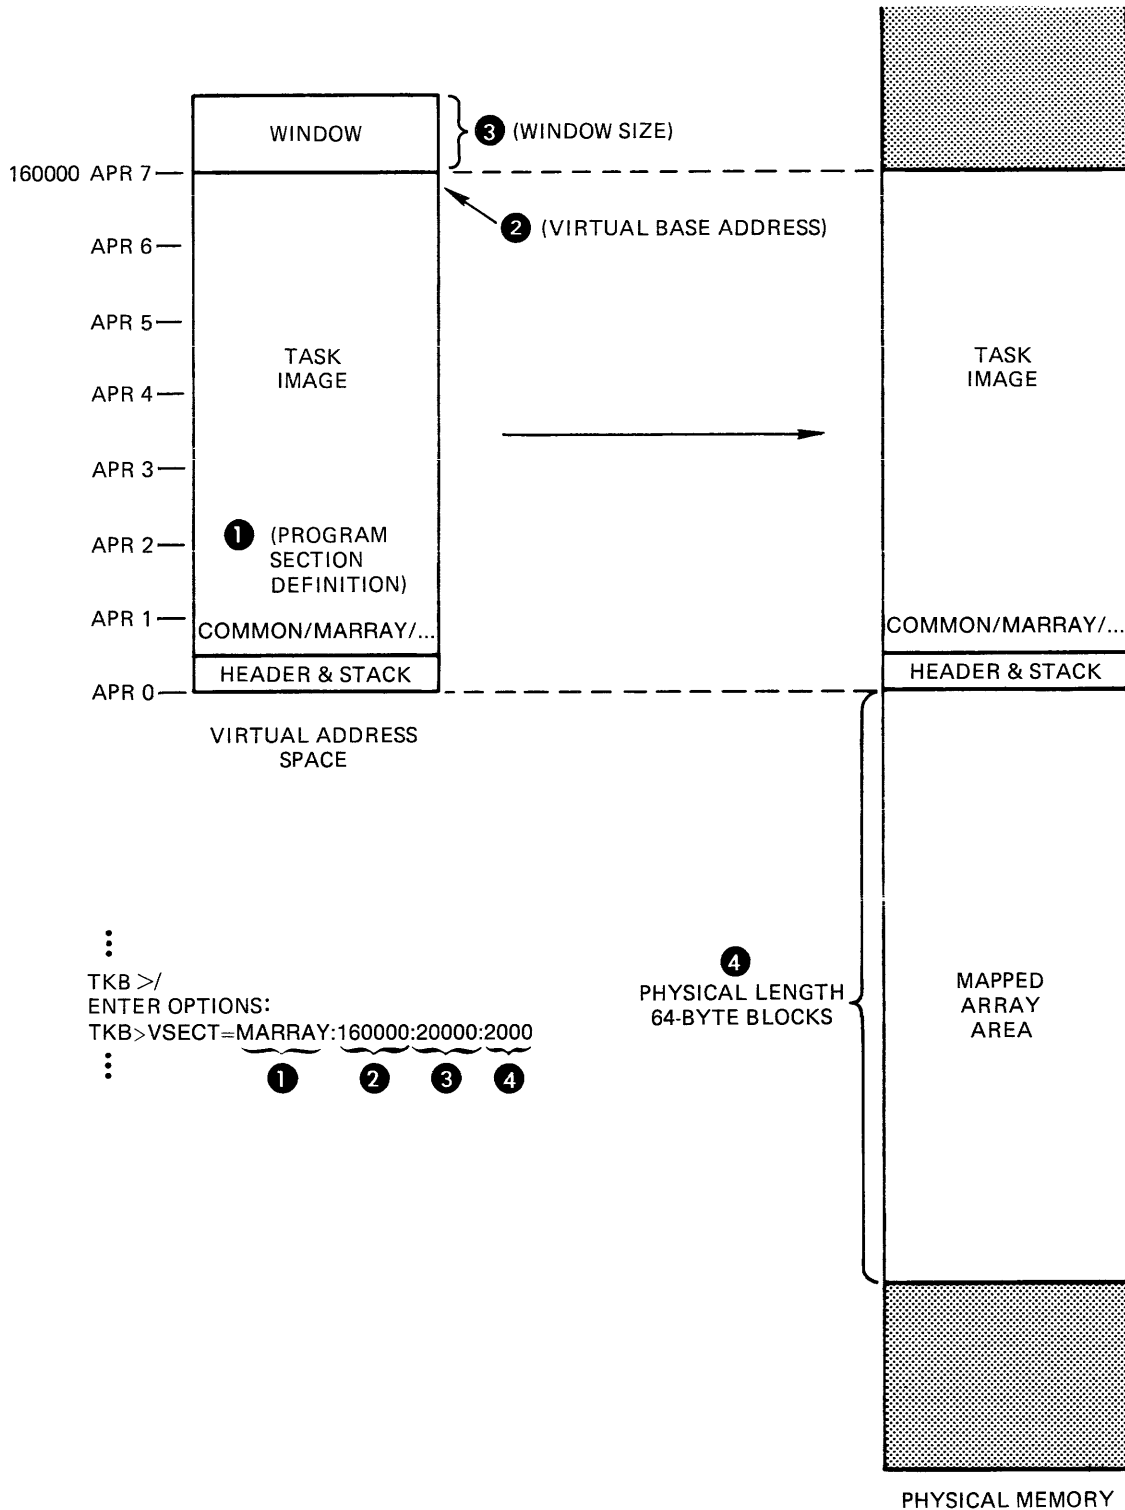 WINDOW
3 (WINDOW SIZE)
160000 APR 7
2 (VIRTUAL BASE ADDRESS)
APR 6
APR 5
TASK
IMAGE
TASK
IMAGE
APR 4
APR 3
1 (PROGRAM
SECTION
DEFINITION)
APR 2
APR 1
COMMON/MARRAY/...
COMMON/MARRAY/...
HEADER & STACK
HEADER & STACK
APR 0
VIRTUAL ADDRESS
SPACE
4
PHYSICAL LENGTH
64-BYTE BLOCKS
MAPPED
ARRAY
AREA
TKB >/
ENTER OPTIONS:
TKB>VSECT=MARRAY:160000:20000:2000
1 2 3 4
PHYSICAL MEMORY